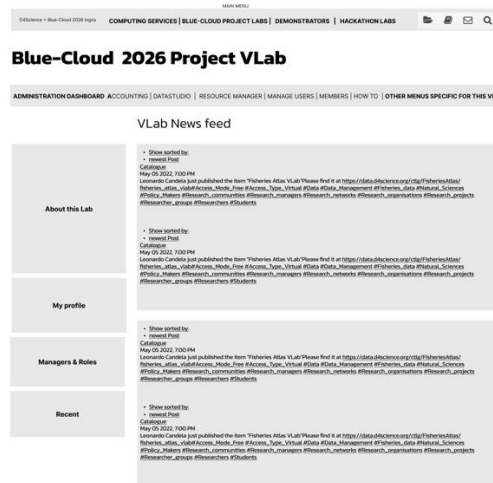 MAIN MENU
D4Science + Blue-Cloud 2026 logos
COMPUTING SERVICES | BLUE-CLOUD PROJECT LABS | DEMONSTRATORS | HACKATHON LABS
Blue-Cloud 2026 Project VLab
ADMINISTRATION DASHBOARD ACCOUNTING | DATASTUDIO | RESOURCE MANAGER | MANAGE USERS | MEMBERS | HOW TO | OTHER MENUS SPECIFIC FOR THIS VL
VLab News feed
About this Lab
My profile
Managers & Roles
Recent
• Show sorted by:
• newest Post
Catalogue
May 05 2022, 7:00 PM
Leonardo Candela just published the item "Fisheries Atlas VLab"Please find it at https://data.d4science.org/ctlg/FisheriesAtlas/
fisheries_atlas_vlab#Access_Mode_Free #Access_Type_Virtual #Data #Data_Management #Fisheries_data #Natural_Sciences
#Policy_Makers #Research_communities #Research_managers #Research_networks #Research_organisations #Research_projects
#Researcher_groups #Researchers #Students
• Show sorted by:
• newest Post
Catalogue
May 05 2022, 7:00 PM
Leonardo Candela just published the item "Fisheries Atlas VLab"Please find it at https://data.d4science.org/ctlg/FisheriesAtlas/
fisheries_atlas_vlab#Access_Mode_Free #Access_Type_Virtual #Data #Data_Management #Fisheries_data #Natural_Sciences
#Policy_Makers #Research_communities #Research_managers #Research_networks #Research_organisations #Research_projects
#Researcher_groups #Researchers #Students
• Show sorted by:
• newest Post
Catalogue
May 05 2022, 7:00 PM
Leonardo Candela just published the item "Fisheries Atlas VLab"Please find it at https://data.d4science.org/ctlg/FisheriesAtlas/
fisheries_atlas_vlab#Access_Mode_Free #Access_Type_Virtual #Data #Data_Management #Fisheries_data #Natural_Sciences
#Policy_Makers #Research_communities #Research_managers #Research_networks #Research_organisations #Research_projects
#Researcher_groups #Researchers #Students
• Show sorted by:
• newest Post
Catalogue
May 05 2022, 7:00 PM
Leonardo Candela just published the item "Fisheries Atlas VLab"Please find it at https://data.d4science.org/ctlg/FisheriesAtlas/
fisheries_atlas_vlab#Access_Mode_Free #Access_Type_Virtual #Data #Data_Management #Fisheries_data #Natural_Sciences
#Policy_Makers #Research_communities #Research_managers #Research_networks #Research_organisations #Research_projects
#Researcher_groups #Researchers #Students